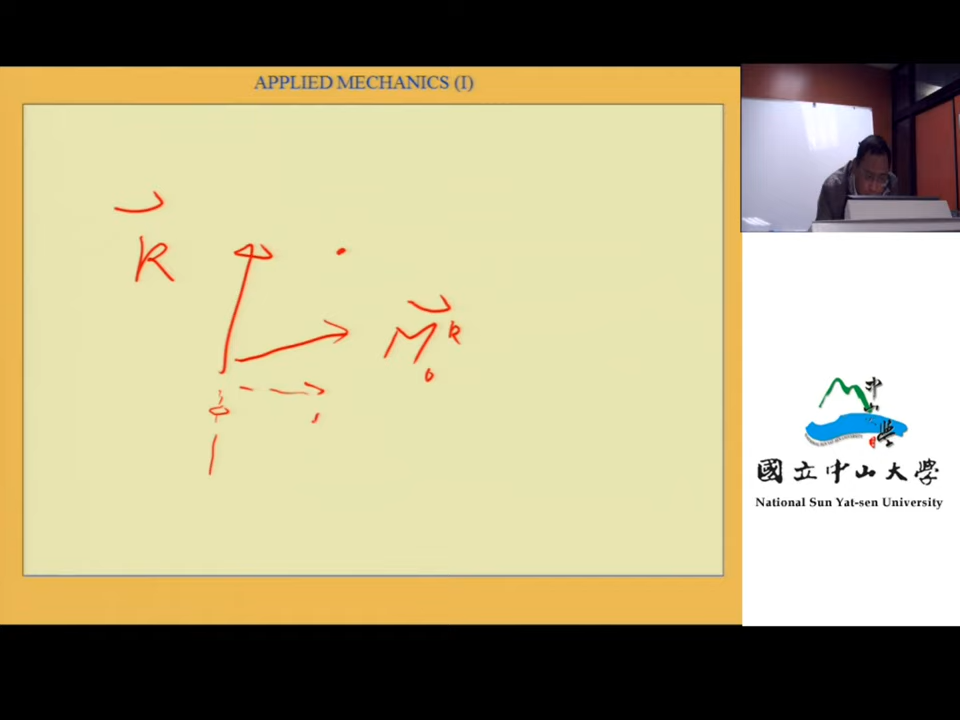 APPLIED MECHANICS (I)
R
M R
o
國立中山大學
National Sun Yat-sen University